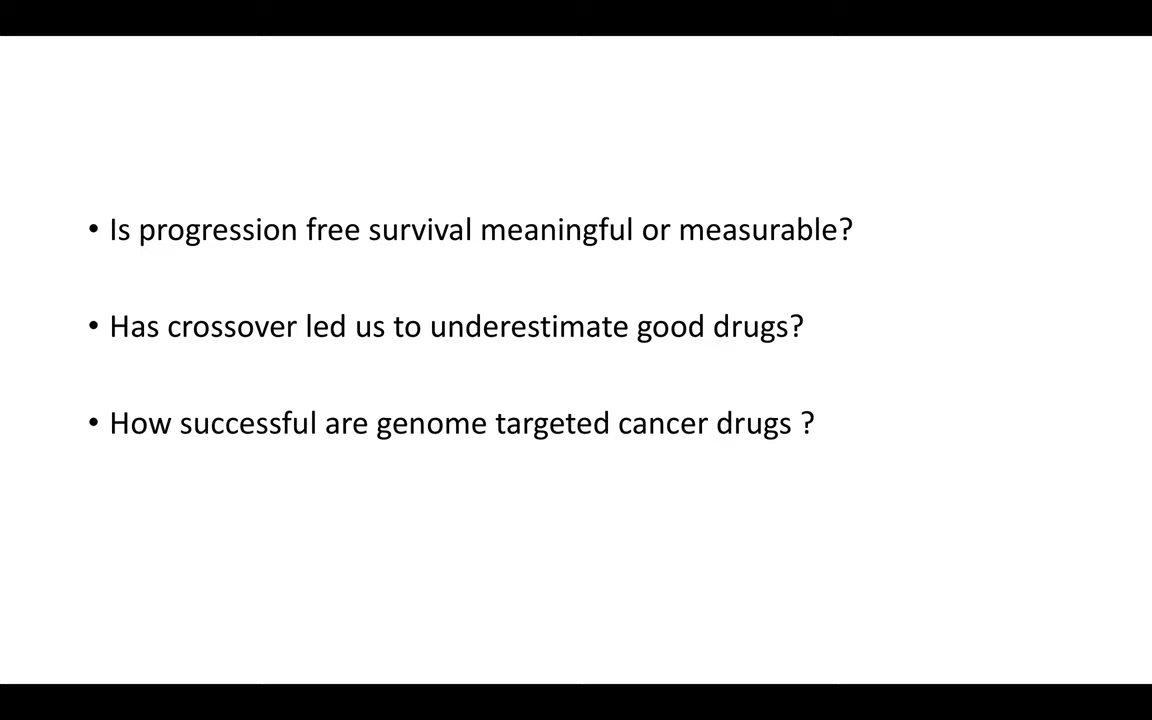 • Is progression free survival meaningful or measurable?
• Has crossover led us to underestimate good drugs?
• How successful are genome targeted cancer drugs ?